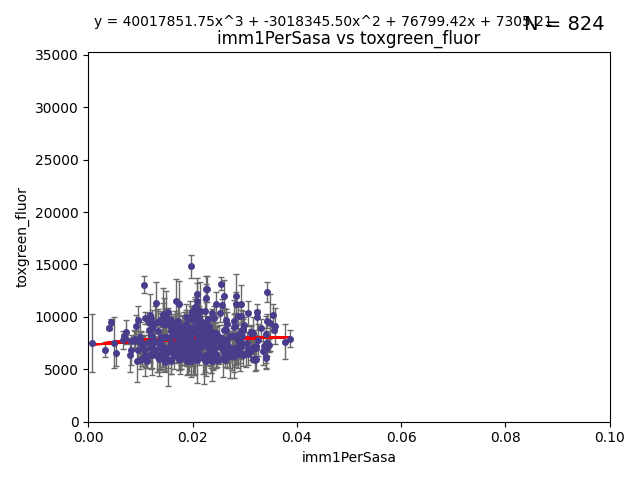 y = 40017851.75x^3 + -3018345.50x^2 + 76799.42x + 7305.21
N = 824
imm1PerSasa vs toxgreen_fluor
35000
30000
25000
20000
15000
10000
5000
0
toxgreen_fluor
0.00 0.02 0.04 0.06 0.08 0.10
imm1PerSasa